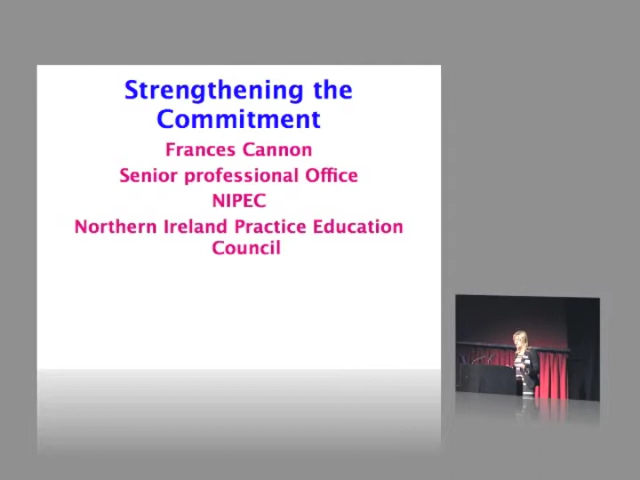 Strengthening the
Commitment
Frances Cannon
Senior professional Office
NIPEC
Northern Ireland Practice Education
Council